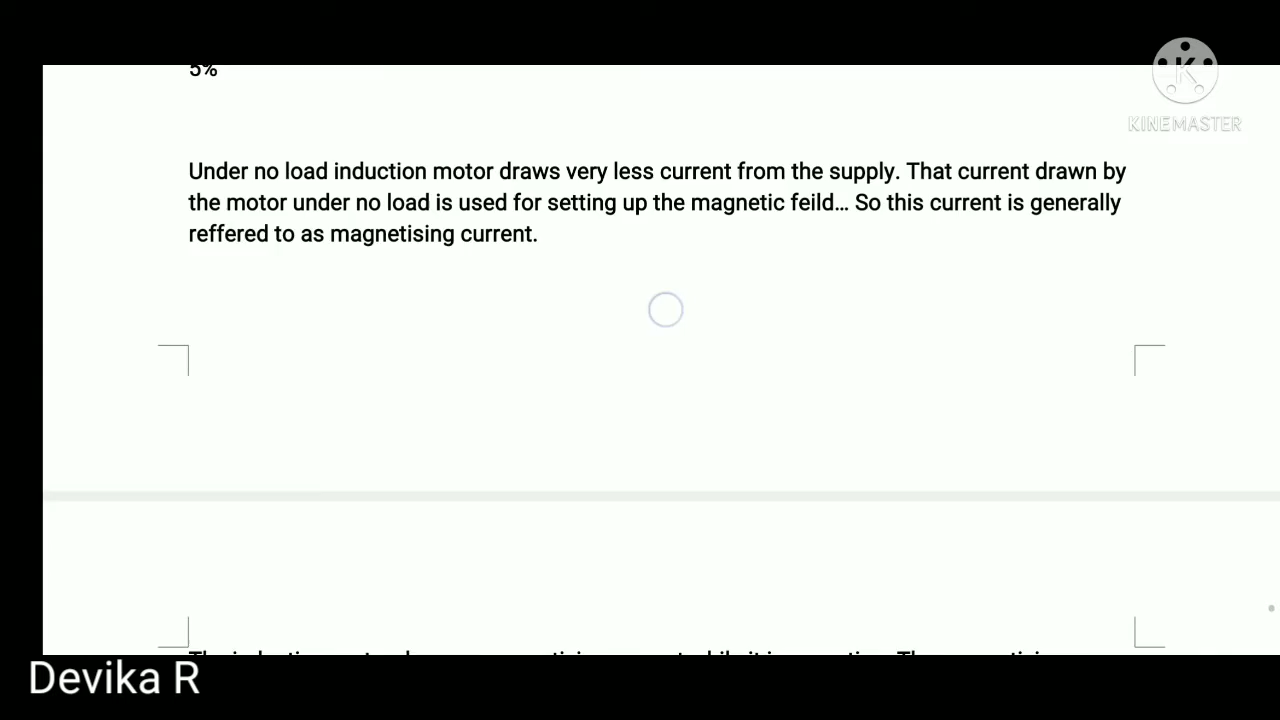 5%
KINEMASTER
Under no load induction motor draws very less current from the supply. That current drawn by
the motor under no load is used for setting up the magnetic feild... So this current is generally
reffered to as magnetising current.
Devika R